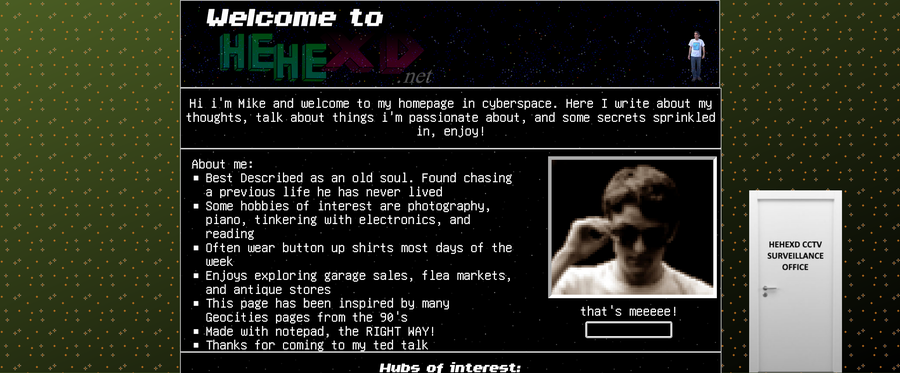 Welcome to
HEHEXD
.net
Hi i'm Mike and welcome to my homepage in cyberspace. Here I write about my
thoughts, talk about things i'm passionate about, and some secrets sprinkled
in, enjoy!
About me:
▪ Best Described as an old soul. Found chasing
a previous life he has never lived
▪ Some hobbies of interest are photography,
piano, tinkering with electronics, and
reading
▪ Often wear button up shirts most days of the
week
▪ Enjoys exploring garage sales, flea markets,
and antique stores
▪ This page has been inspired by many
Geocities pages from the 90's
▪ Made with notepad, the RIGHT WAY!
▪ Thanks for coming to my ted talk
that's meeeee!
HEHEXD CCTV
SURVEILLANCE
OFFICE
Hubs of interest: